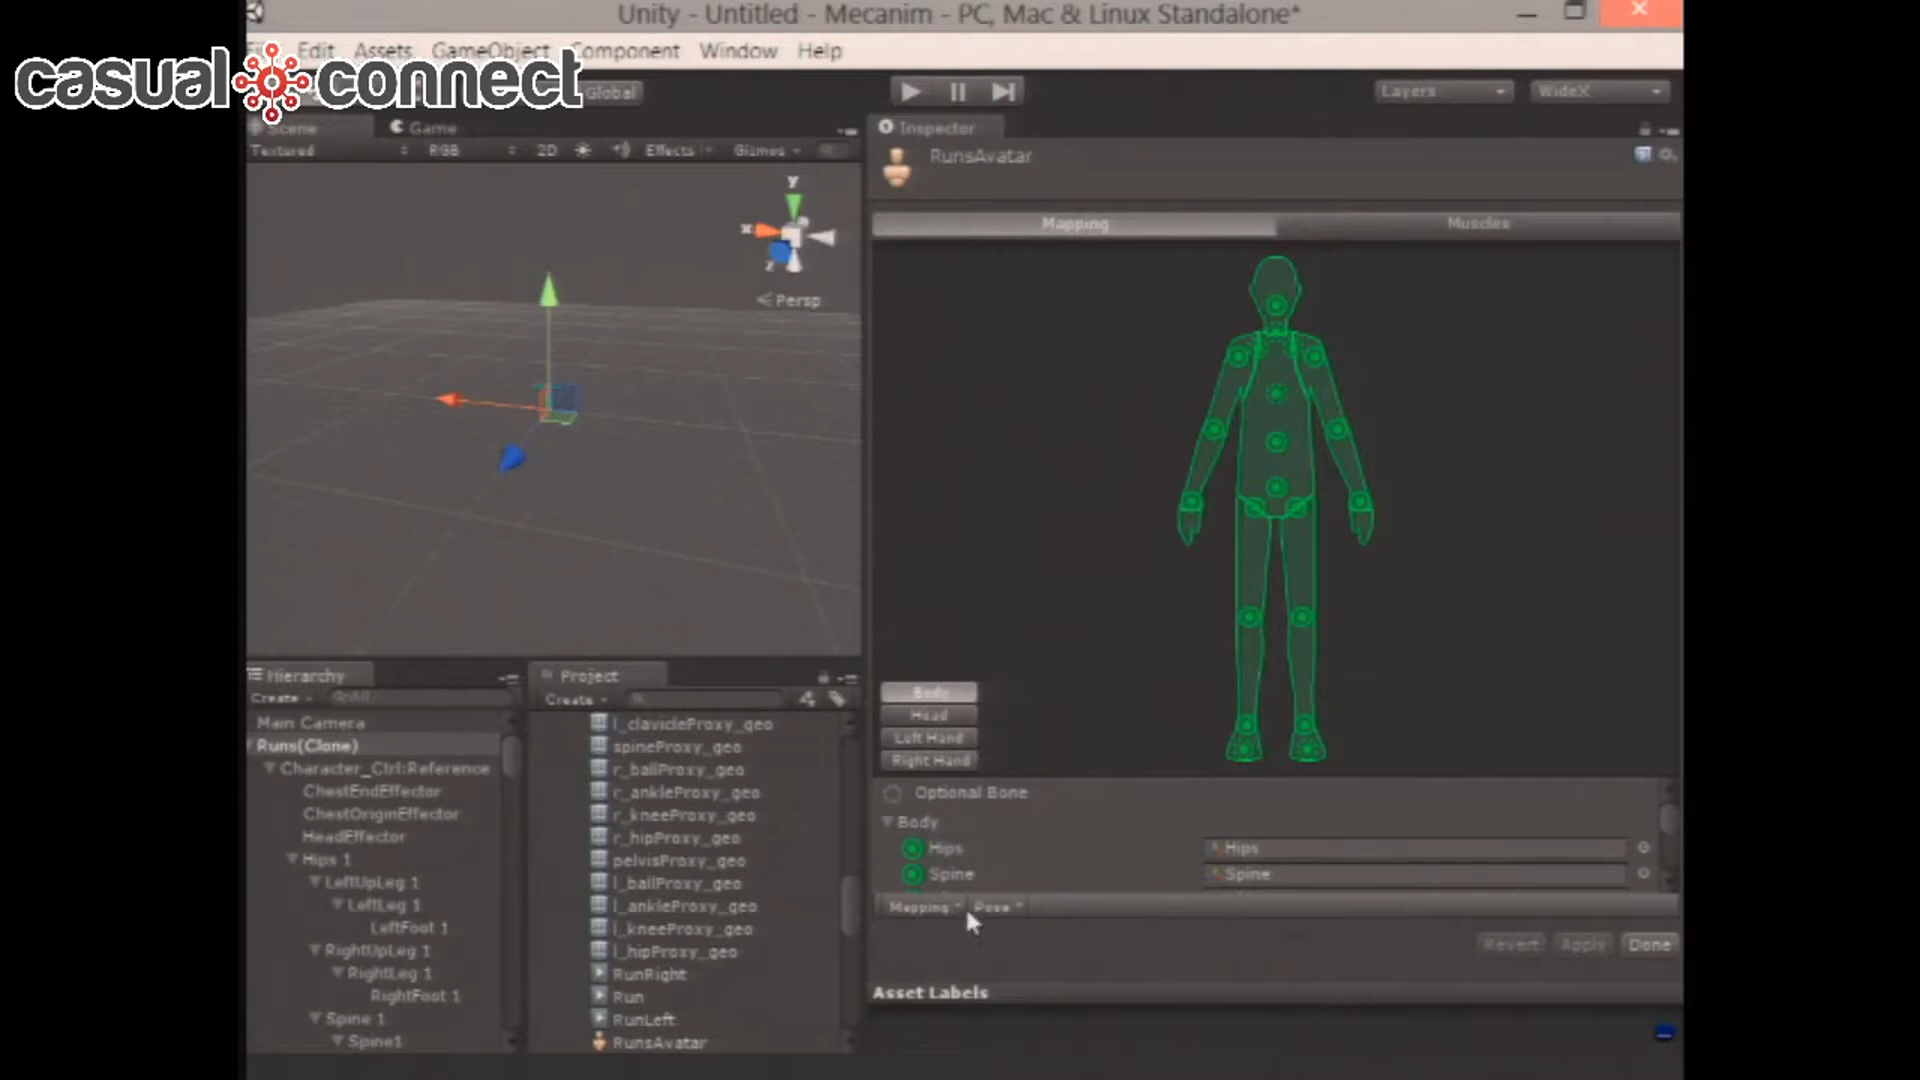 Unity - Untitled - Mecanim - PC, Mac & Linux Standalone*
Edit Assets GameObject Component Window Help
casual connect
Global
Layers
WideX
Scene
Game
Textured RGB 2D Effects Gizmos
y
x
z
Persp
Inspector
RunsAvatar
Mapping
Muscles
Body
Head
Left Hand
Right Hand
Optional Bone
Body
Hips
Hips
Spine
Spine
Mapping
Pose
Revert Apply Done
Asset Labels
Hierarchy
Create
All
Main Camera
Runs(Clone)
Character_Ctrl:Reference
ChestEndEffector
ChestOriginEffector
HeadEffector
Hips 1
LeftUpLeg 1
LeftLeg 1
LeftFoot 1
RightUpLeg 1
RightLeg 1
RightFoot 1
Spine 1
Spine1
Project
Create
l_clavicleProxy_geo
spineProxy_geo
r_ballProxy_geo
r_ankleProxy_geo
r_kneeProxy_geo
r_hipProxy_geo
pelvisProxy_geo
l_ballProxy_geo
l_ankleProxy_geo
l_kneeProxy_geo
l_hipProxy_geo
RunRight
Run
RunLeft
RunsAvatar